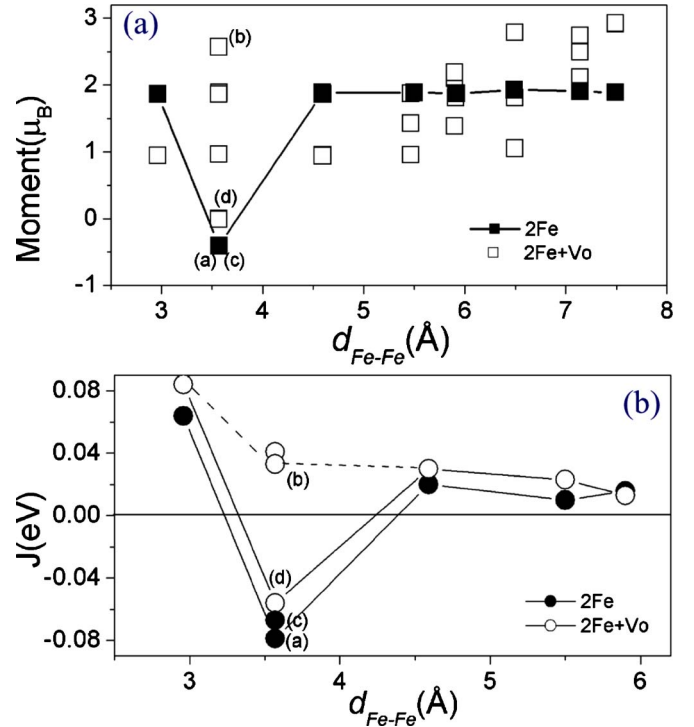 (a)
3
2
1
0
-1
Moment(μB)
(b)
(d)
(a) (c)
2Fe
2Fe+Vo
3 4 5 6 7 8
dFe-Fe(Å)
(b)
0.08
0.04
0.00
-0.04
-0.08
J(eV)
(b)
(d)
(c)
(a)
2Fe
2Fe+Vo
3 4 5 6
dFe-Fe(Å)